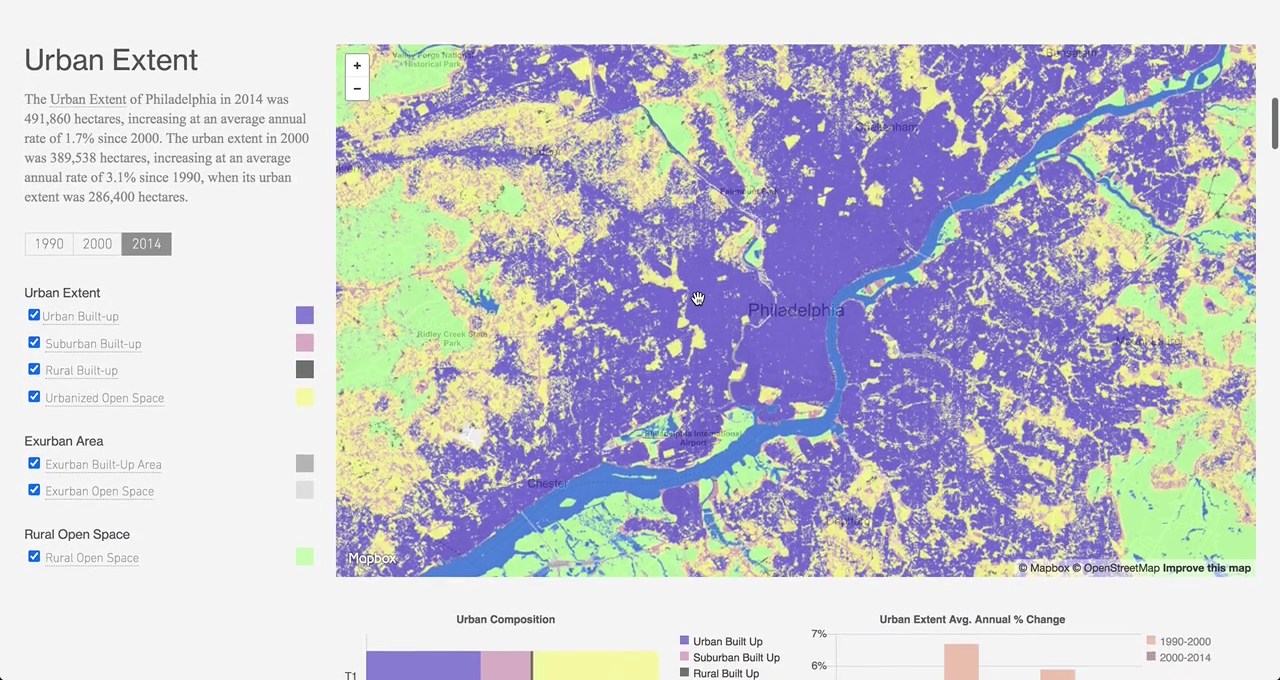 Urban Extent
The Urban Extent of Philadelphia in 2014 was
491,860 hectares, increasing at an average annual
rate of 1.7% since 2000. The urban extent in 2000
was 389,538 hectares, increasing at an average
annual rate of 3.1% since 1990, when its urban
extent was 286,400 hectares.
1990 2000 2014
Urban Extent
Urban Built-up
Suburban Built-up
Rural Built-up
Urbanized Open Space
Exurban Area
Exurban Built-Up Area
Exurban Open Space
Rural Open Space
Rural Open Space
+
−
Valley Forge National
Historical Park
Cheltenham
Fairmount Park
Philadelphia
Ridley Creek State
Park
Mount Laurel
Philadelphia International
Airport
Chester
Deptford
Mapbox
© Mapbox © OpenStreetMap Improve this map
Urban Composition
T1
Urban Built Up
Suburban Built Up
Rural Built Up
Urban Extent Avg. Annual % Change
7%
6%
1990-2000
2000-2014